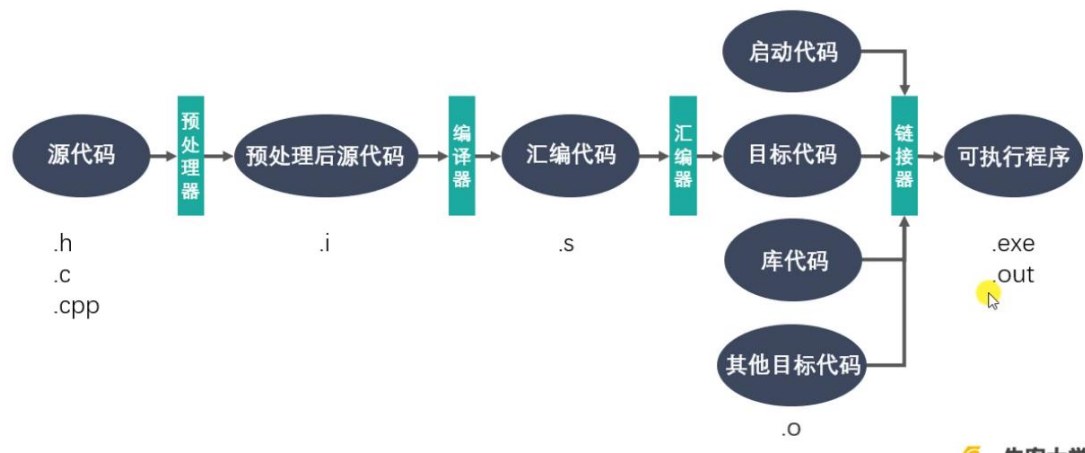 启动代码
源代码
预处理器
预处理后源代码
编译器
汇编代码
汇编器
目标代码
链接器
可执行程序
.h
.c
.cpp
.i
.s
库代码
.exe
.out
其他目标代码
.o